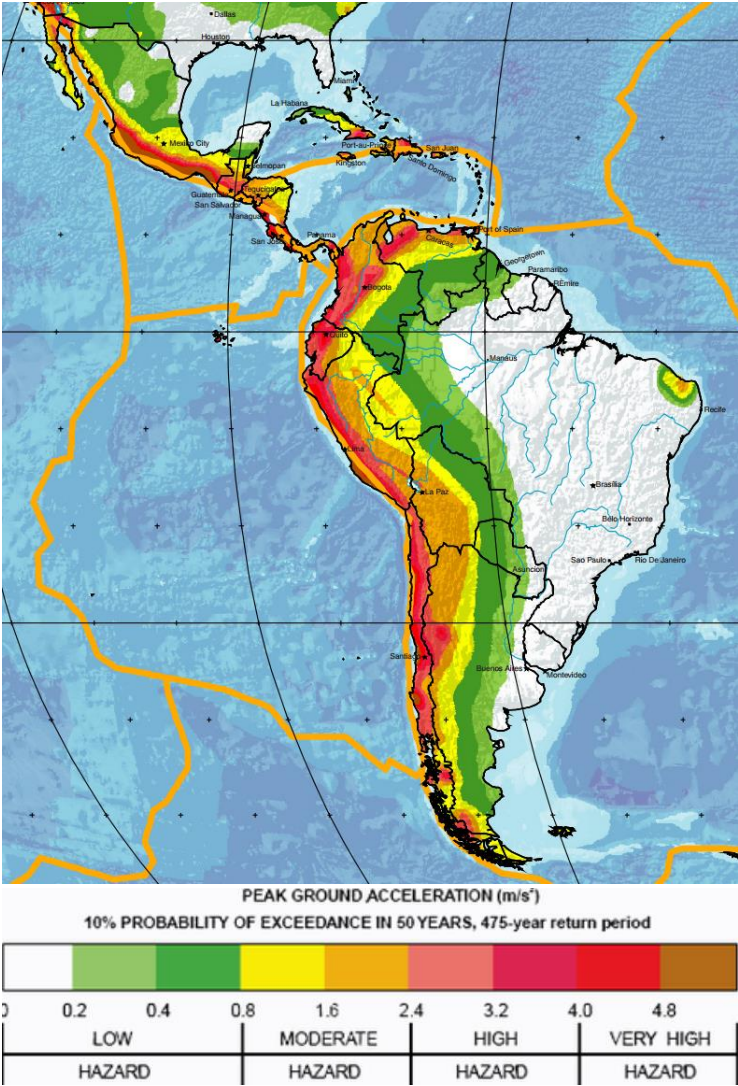 Dallas
Houston
Miami
La Habana
Mexico City
Port-au-Prince
San Juan
Belmopan
Kingston
Santo Domingo
Guatemala
Tegucigalpa
San Salvador
Managua
San José
Panama
Caracas
Port of Spain
Georgetown
Paramaribo
REmire
Bogota
Quito
Manaus
Recife
Lima
La Paz
Brasília
Bélo Horizonte
Sao Paulo
Rio De Janeiro
Asuncion
Santiago
Buenos Aires
Montevideo
PEAK GROUND ACCELERATION (m/s²)
10% PROBABILITY OF EXCEEDANCE IN 50 YEARS, 475-year return period
0 0.2 0.4 0.8 1.6 2.4 3.2 4.0 4.8
LOW MODERATE HIGH VERY HIGH
HAZARD HAZARD HAZARD HAZARD